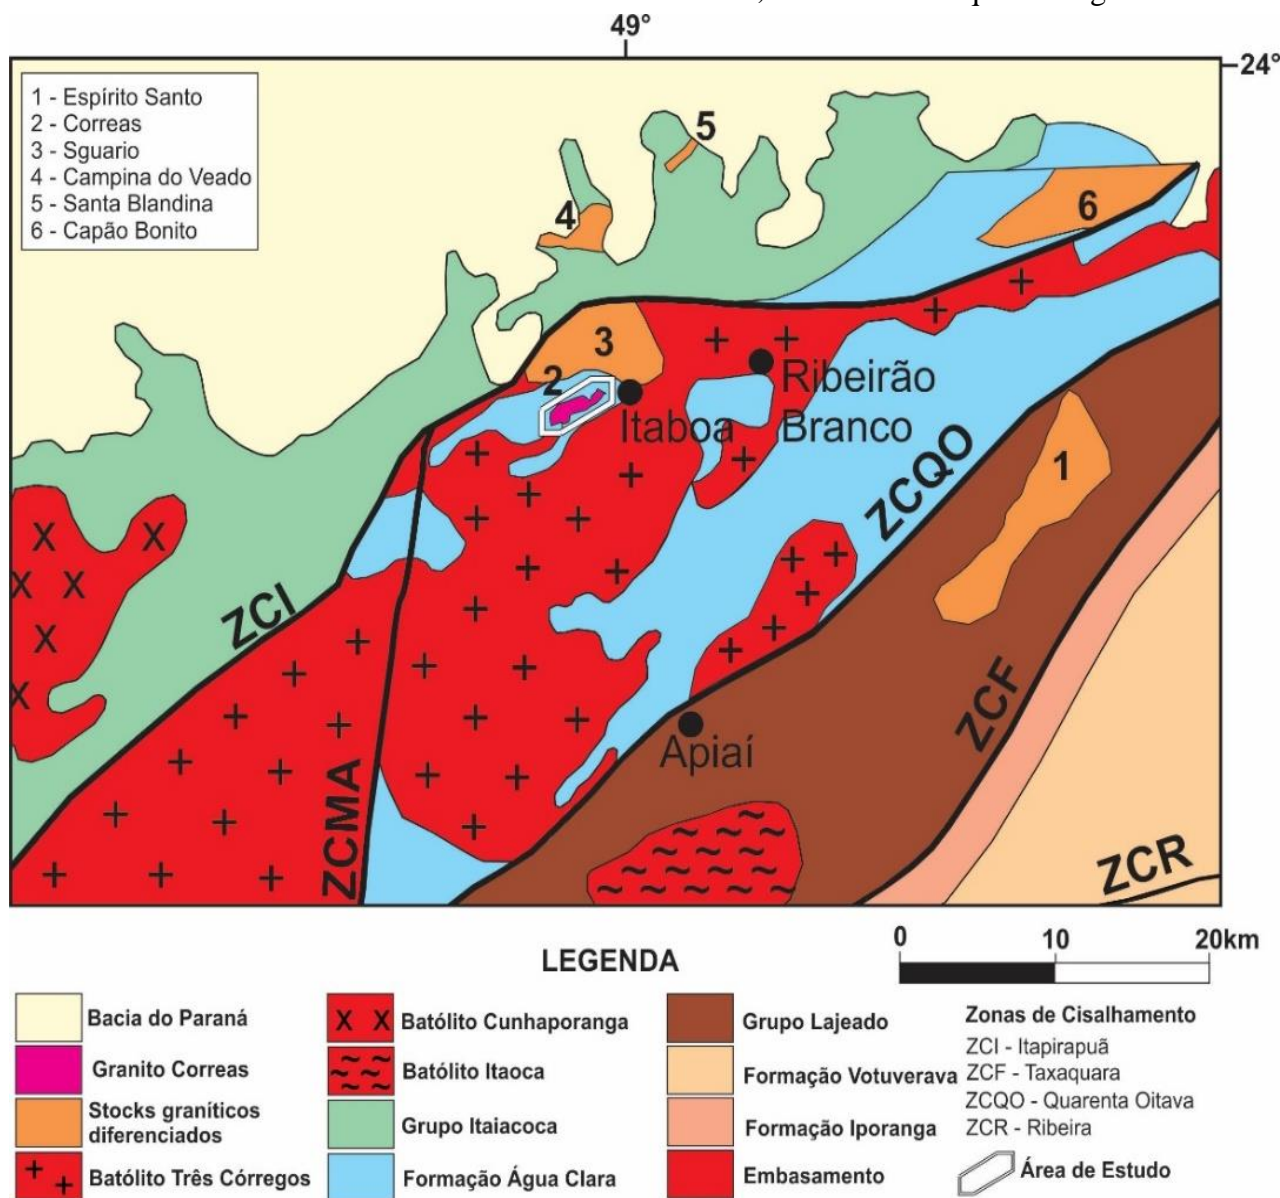 49°
24°
1 - Espírito Santo
2 - Correas
3 - Sguario
4 - Campina do Veado
5 - Santa Blandina
6 - Capão Bonito
5
4
6
3
2
Ribeirão
Branco
Itaboa
1
ZCQO
ZCI
ZCF
Apiaí
ZCMA
ZCR
LEGENDA
0 10 20km
Bacia do Paraná
Granito Correas
Stocks graníticos
diferenciados
Batólito Três Córregos
X X Batólito Cunhaporanga
Batólito Itaoca
Grupo Itaiacoca
Formação Água Clara
Grupo Lajeado
Formação Votuverava
Formação Iporanga
Embasamento
Zonas de Cisalhamento
ZCI - Itapirapuã
ZCF - Taxaquara
ZCQO - Quarenta Oitava
ZCR - Ribeira
Área de Estudo